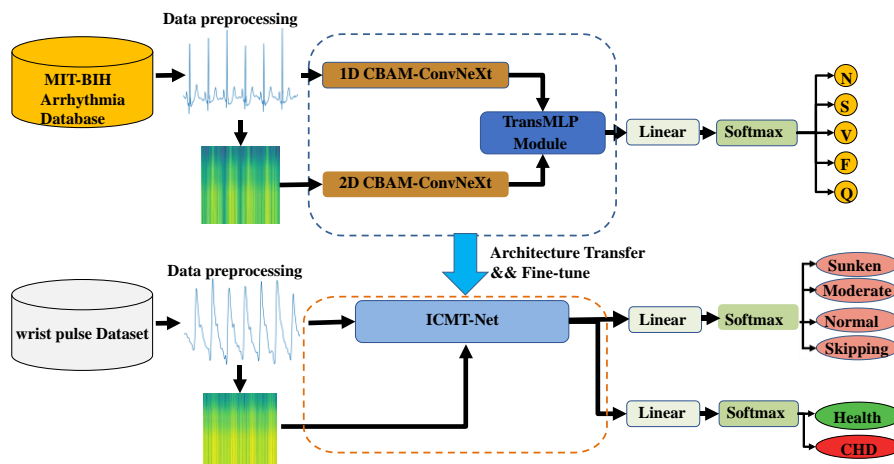 Data preprocessing
MIT-BIH
Arrhythmia
Database
1D CBAM-ConvNeXt
TransMLP
Module
2D CBAM-ConvNeXt
Linear
Softmax
N
S
V
F
Q
Architecture Transfer
&& Fine-tune
Data preprocessing
wrist pulse Dataset
ICMT-Net
Linear
Softmax
Sunken
Moderate
Normal
Skipping
Linear
Softmax
Health
CHD